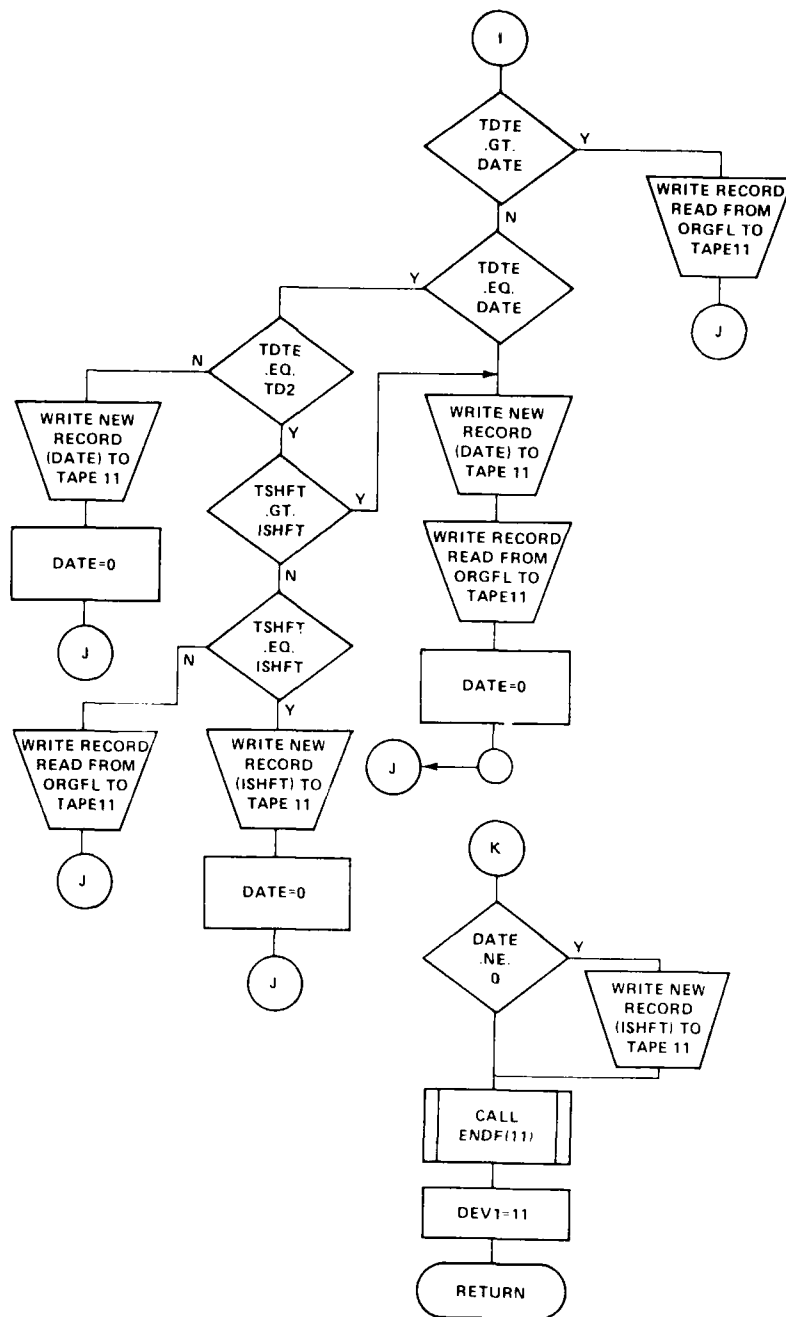 I
TDTE
.GT.
DATE
Y
N
WRITE RECORD
READ FROM
ORGFL TO
TAPE11
J
TDTE
.EQ.
DATE
Y
TDTE
.EQ.
TD2
N
Y
WRITE NEW
RECORD
(DATE) TO
TAPE 11
DATE=0
J
TSHFT
.GT.
ISHFT
Y
N
WRITE NEW
RECORD
(DATE) TO
TAPE 11
WRITE RECORD
READ FROM
ORGFL TO
TAPE11
DATE=0
J
TSHFT
.EQ.
ISHFT
N
Y
WRITE RECORD
READ FROM
ORGFL TO
TAPE11
J
WRITE NEW
RECORD
(ISHFT) TO
TAPE 11
DATE=0
J
K
DATE
.NE.
0
Y
WRITE NEW
RECORD
(ISHFT) TO
TAPE 11
CALL
ENDF(11)
DEV1=11
RETURN